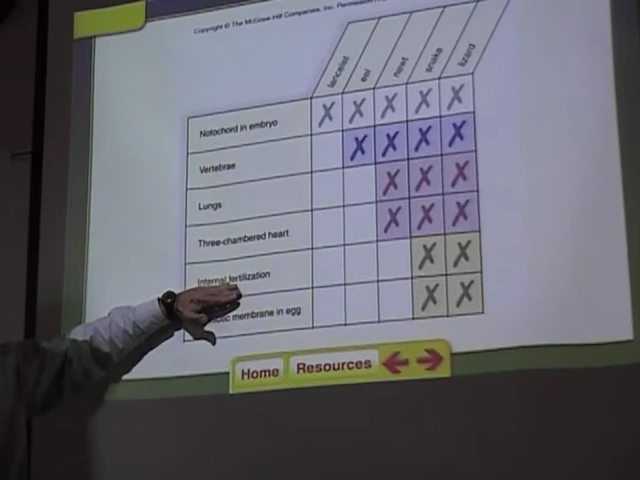 Copyright © The McGraw-Hill Companies, Inc. Permission
lancelet eel newt snake lizard
Notochord in embryo X X X X X
Vertebrae X X X X
Lungs X X X
Three-chambered heart X X X
Internal fertilization X X
membrane in egg X X
Home Resources